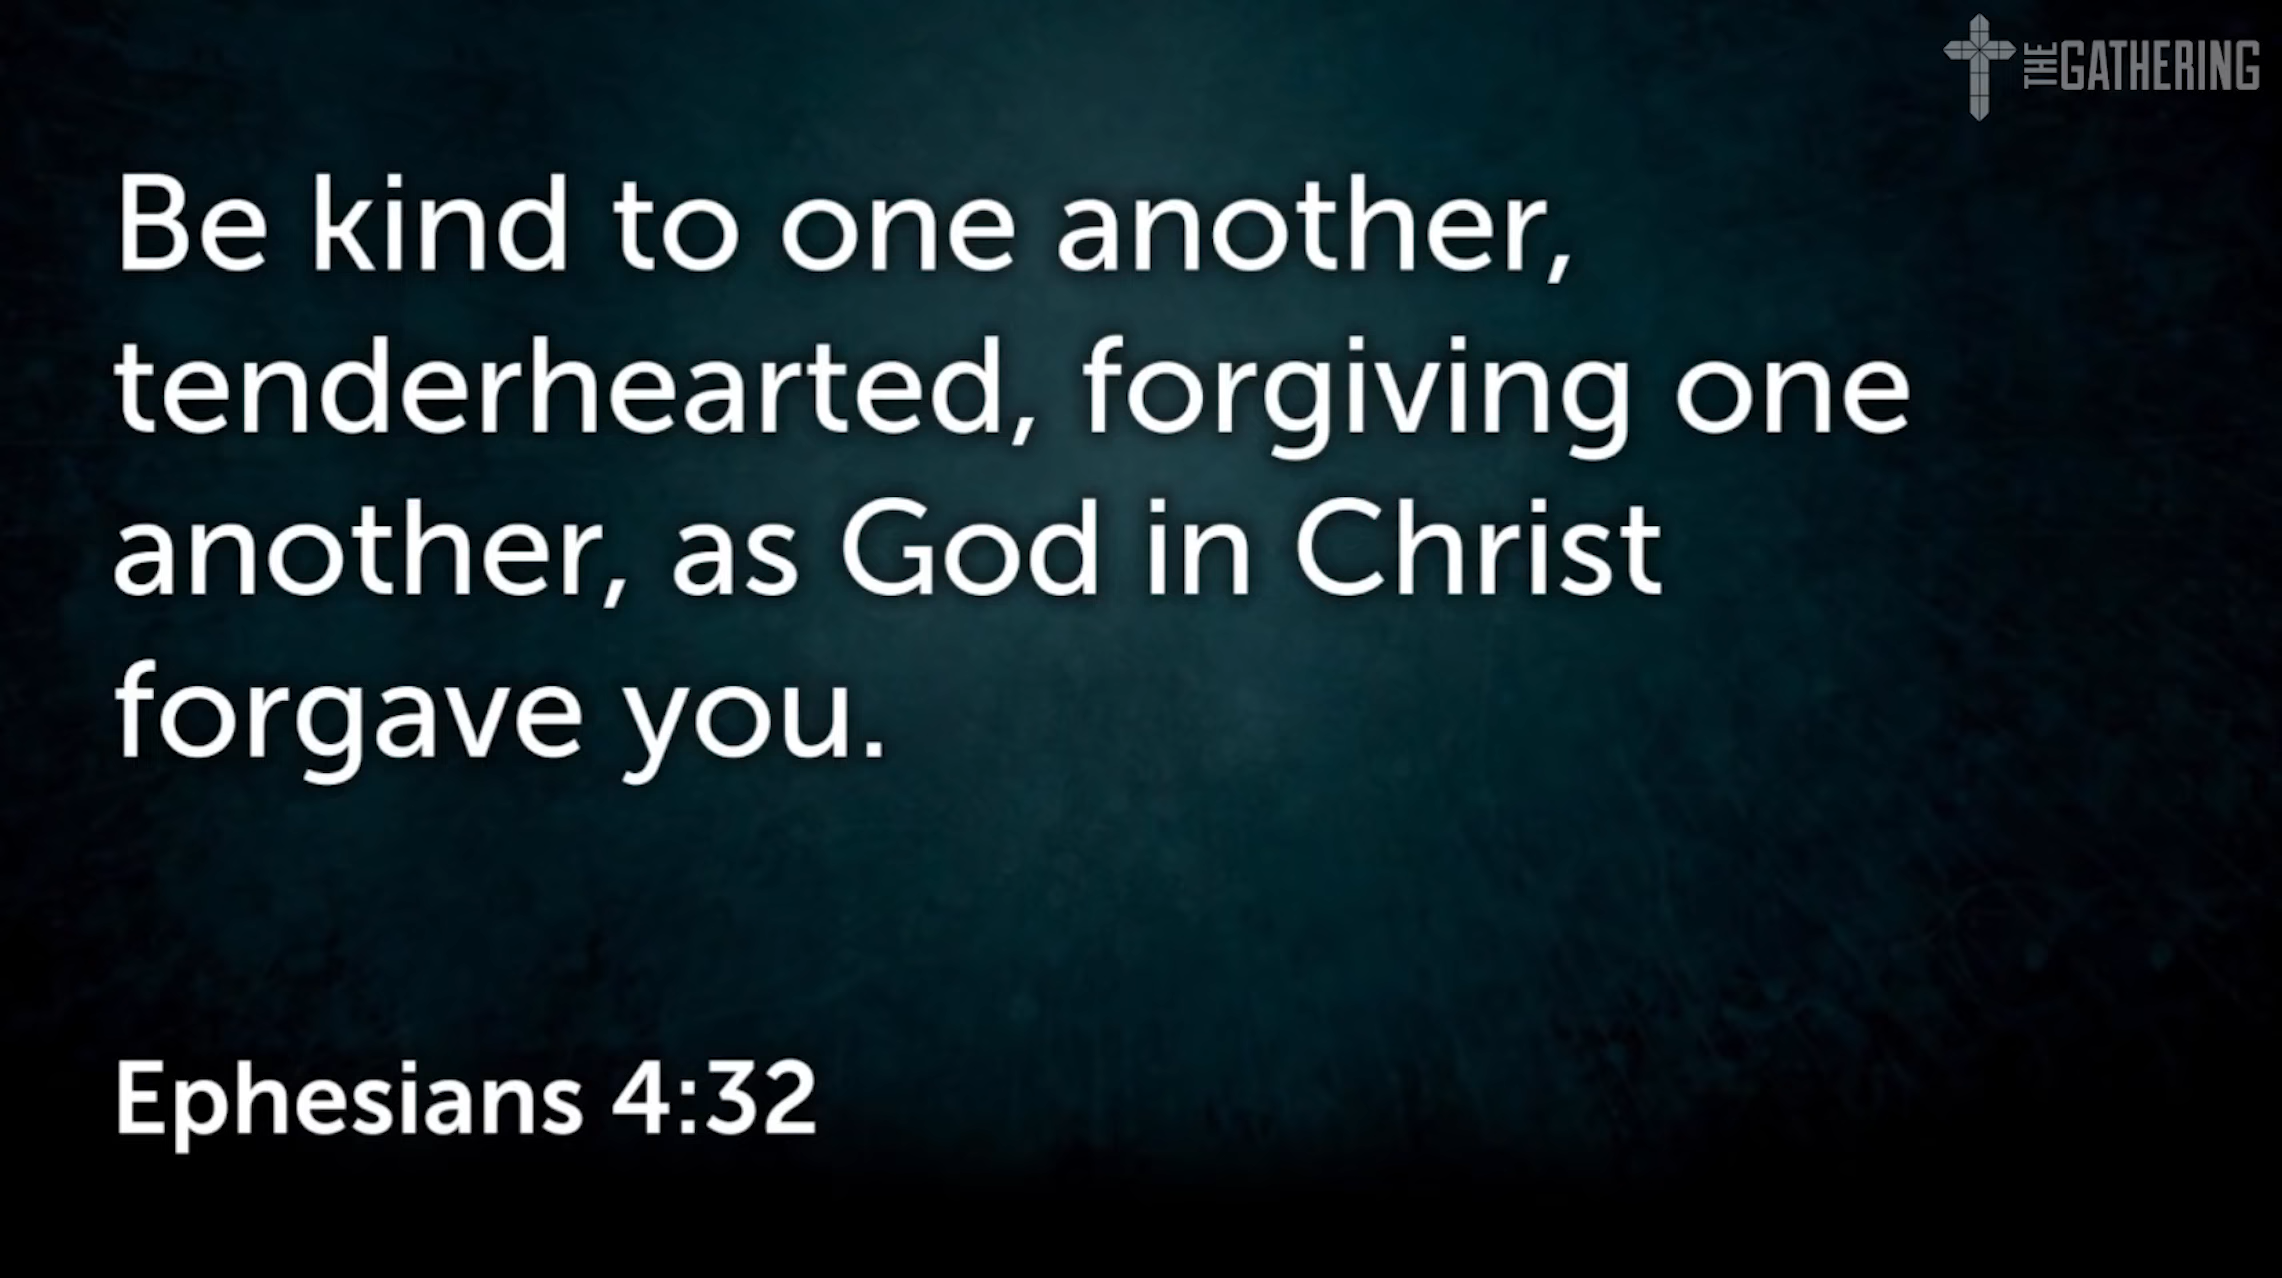 THE GATHERING
Be kind to one another,
tenderhearted, forgiving one
another, as God in Christ
forgave you.
Ephesians 4:32